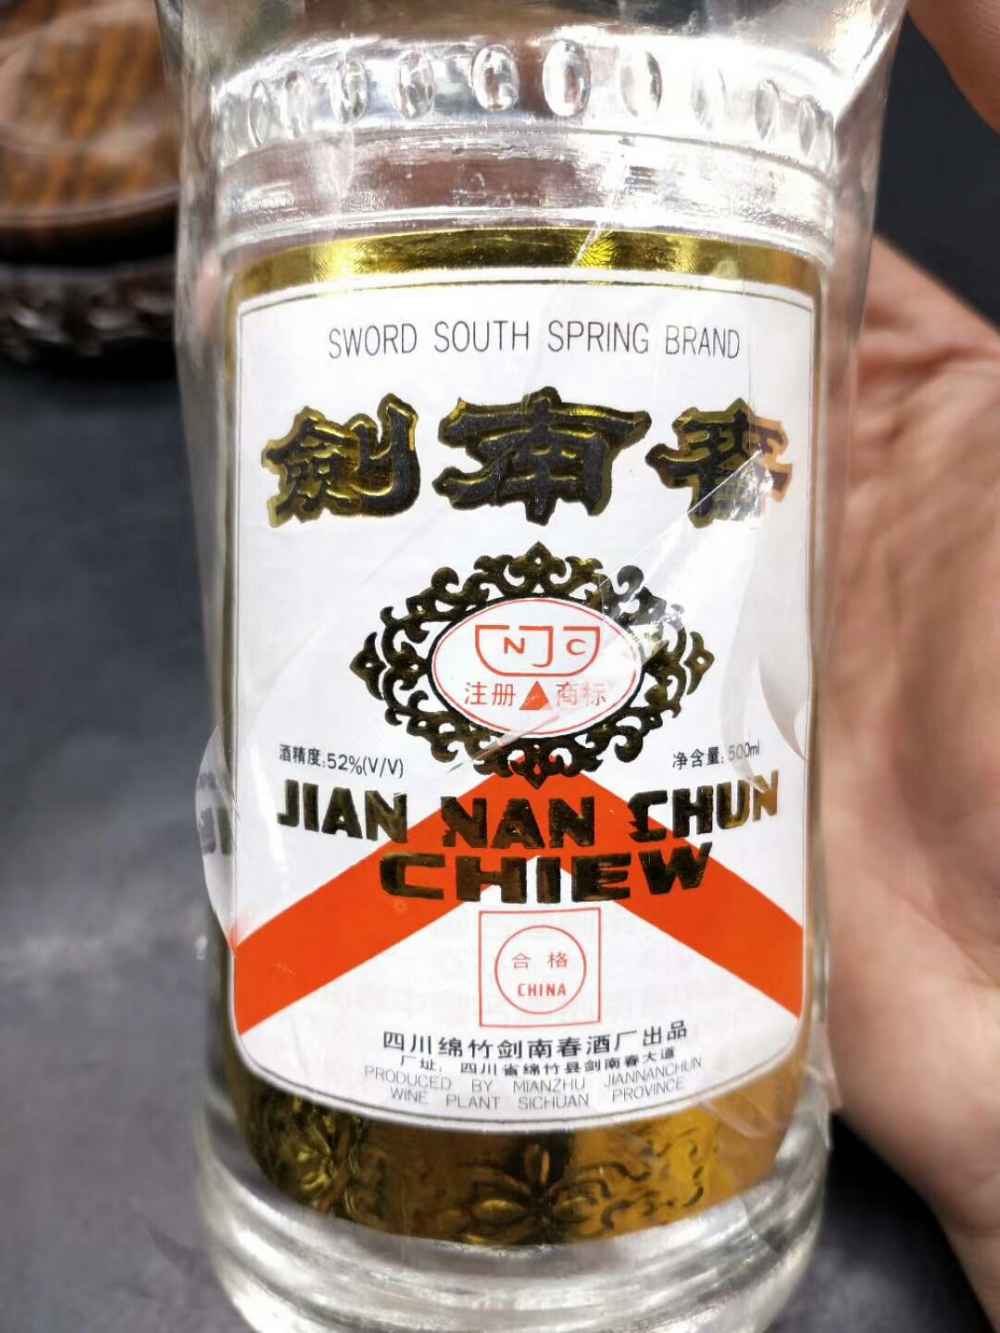 SWORD SOUTH SPRING BRAND
劍南春
NJC
注册 商标
酒精度:52%(V/V)
净含量:500ml
JIAN NAN CHUN
CHIEW
合格
CHINA
四川绵竹剑南春酒厂出品
厂址:四川省绵竹县剑南春大道
PRODUCED BY MIANZHU JIANNANCHUN
WINE PLANT SICHUAN PROVINCE